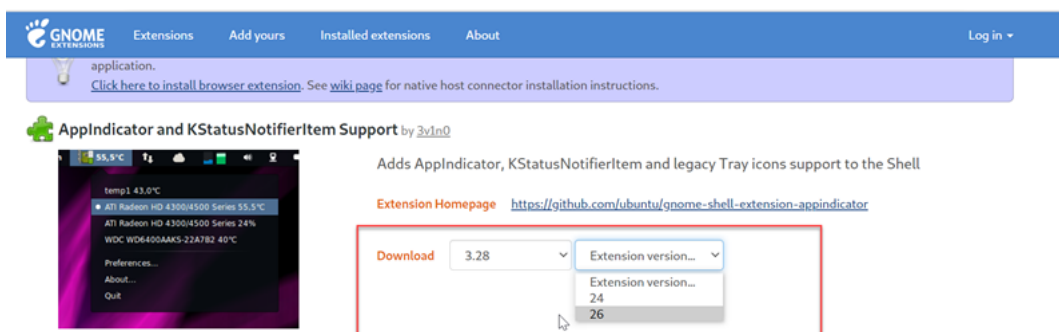 GNOME EXTENSIONS Extensions Add yours Installed extensions About Log in
application.
Click here to install browser extension. See wiki page for native host connector installation instructions.
AppIndicator and KStatusNotifierItem Support by 3v1n0
55,5°C
temp1 43,0°C
ATI Radeon HD 4300/4500 Series 55,5°C
ATI Radeon HD 4300/4500 Series 24%
WDC WD6400AAKS-22A7B2 40°C
Preferences...
About...
Quit
Adds AppIndicator, KStatusNotifierItem and legacy Tray icons support to the Shell
Extension Homepage https://github.com/ubuntu/gnome-shell-extension-appindicator
Download 3.28 Extension version...
Extension version...
24
26